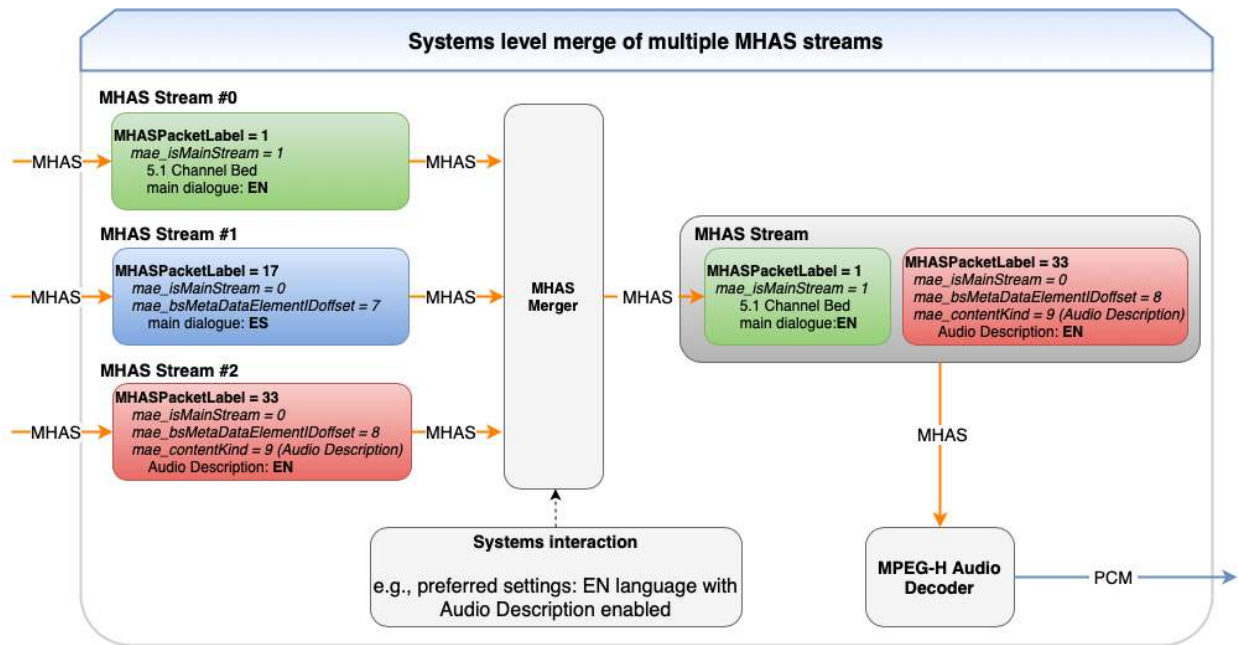 Systems level merge of multiple MHAS streams
MHAS Stream #0
MHASPacketLabel = 1
mae_isMainStream = 1
5.1 Channel Bed
main dialogue: EN
MHAS
MHAS
MHAS Stream #1
MHASPacketLabel = 17
mae_isMainStream = 0
mae_bsMetaDataElementIDoffset = 7
main dialogue: ES
MHAS
MHAS
MHAS Stream #2
MHASPacketLabel = 33
mae_isMainStream = 0
mae_bsMetaDataElementIDoffset = 8
mae_contentKind = 9 (Audio Description)
Audio Description: EN
MHAS
MHAS
MHAS
Merger
MHAS
MHAS Stream
MHASPacketLabel = 1
mae_isMainStream = 1
5.1 Channel Bed
main dialogue:EN
MHASPacketLabel = 33
mae_isMainStream = 0
mae_bsMetaDataElementIDoffset = 8
mae_contentKind = 9 (Audio Description)
Audio Description: EN
MHAS
Systems interaction
e.g., preferred settings: EN language with
Audio Description enabled
MPEG-H Audio
Decoder
PCM